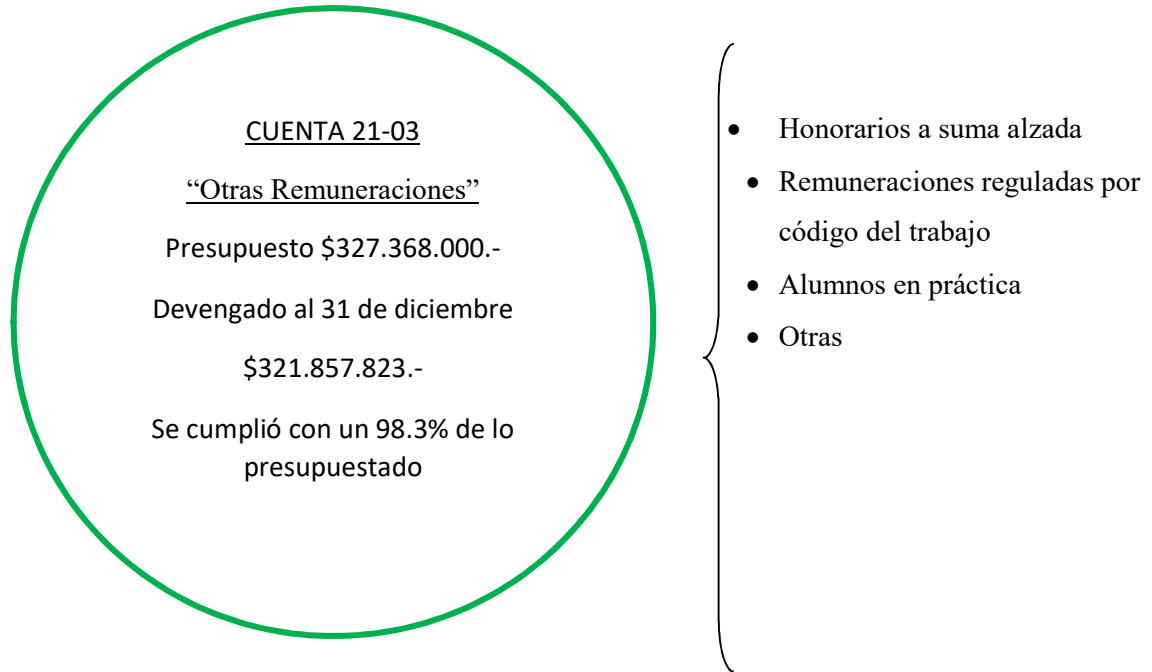 CUENTA 21-03
“Otras Remuneraciones”
Presupuesto $327.368.000.-
Devengado al 31 de diciembre
$321.857.823.-
Se cumplió con un 98.3% de lo
presupuestado
• Honorarios a suma alzada
• Remuneraciones reguladas por
código del trabajo
• Alumnos en práctica
• Otras